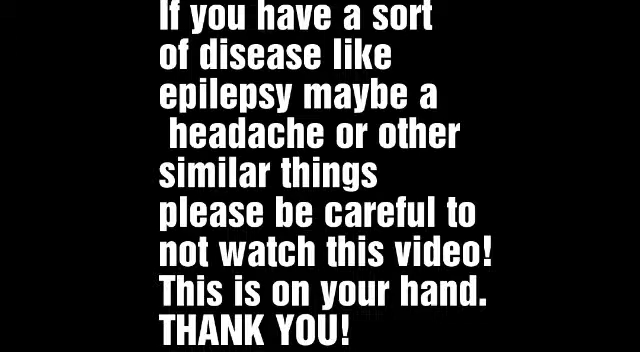 If you have a sort
of disease like
epilepsy maybe a
headache or other
similar things
please be careful to
not watch this video!
This is on your hand.
THANK YOU!